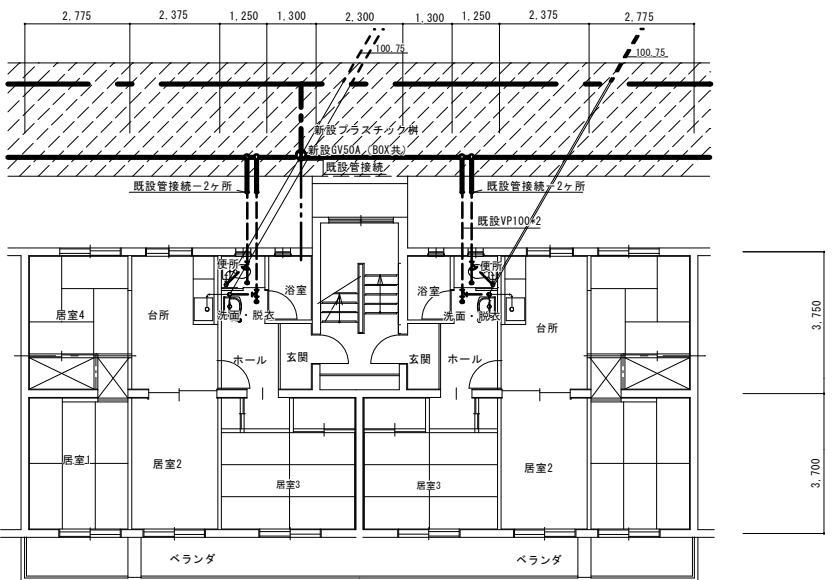 2,775 2,375 1,250 1,300 2,300 1,300 1,250 2,375 2,775
100.75 100.75
新設プラスチック桝
新設GV50A (BOX共)
既設管接続
既設管接続－2ヶ所 既設管接続－2ヶ所
既設VP100*2
便所 便所
浴室 浴室
居室4 台所 洗面・脱衣 洗面・脱衣 台所
3,750
ホール 玄関 玄関 ホール
居室1 居室2 居室3 居室3 居室2
3,700
ベランダ ベランダ